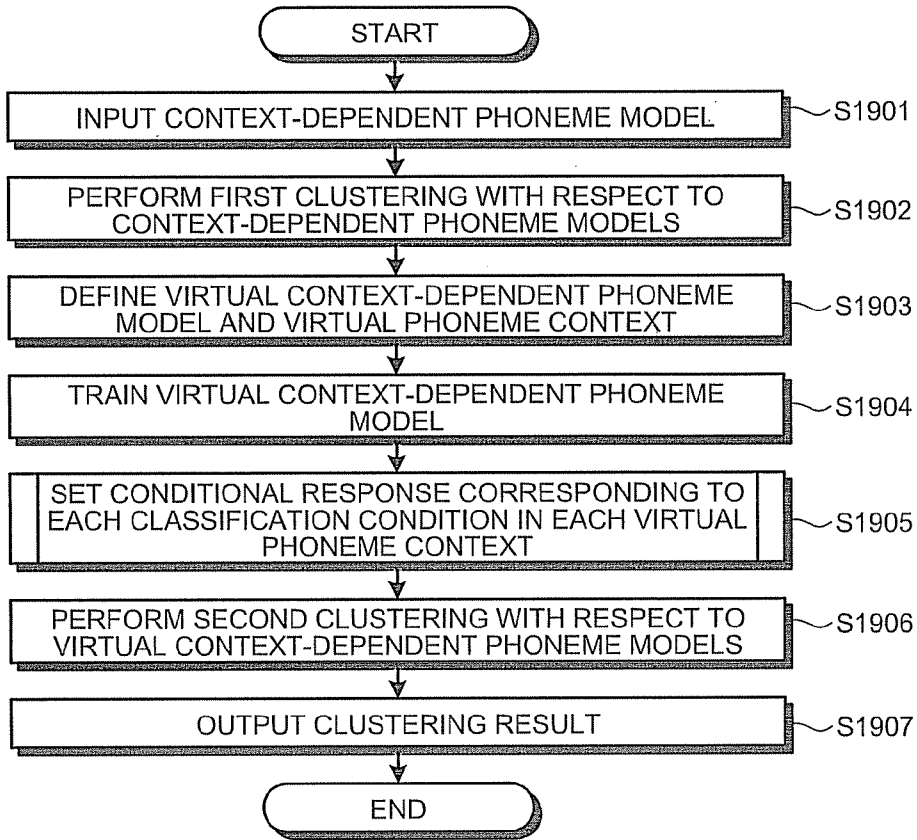 START
INPUT CONTEXT-DEPENDENT PHONEME MODEL
S1901
PERFORM FIRST CLUSTERING WITH RESPECT TO
CONTEXT-DEPENDENT PHONEME MODELS
S1902
DEFINE VIRTUAL CONTEXT-DEPENDENT PHONEME
MODEL AND VIRTUAL PHONEME CONTEXT
S1903
TRAIN VIRTUAL CONTEXT-DEPENDENT PHONEME
MODEL
S1904
SET CONDITIONAL RESPONSE CORRESPONDING TO
EACH CLASSIFICATION CONDITION IN EACH VIRTUAL
PHONEME CONTEXT
S1905
PERFORM SECOND CLUSTERING WITH RESPECT TO
VIRTUAL CONTEXT-DEPENDENT PHONEME MODELS
S1906
OUTPUT CLUSTERING RESULT
S1907
END